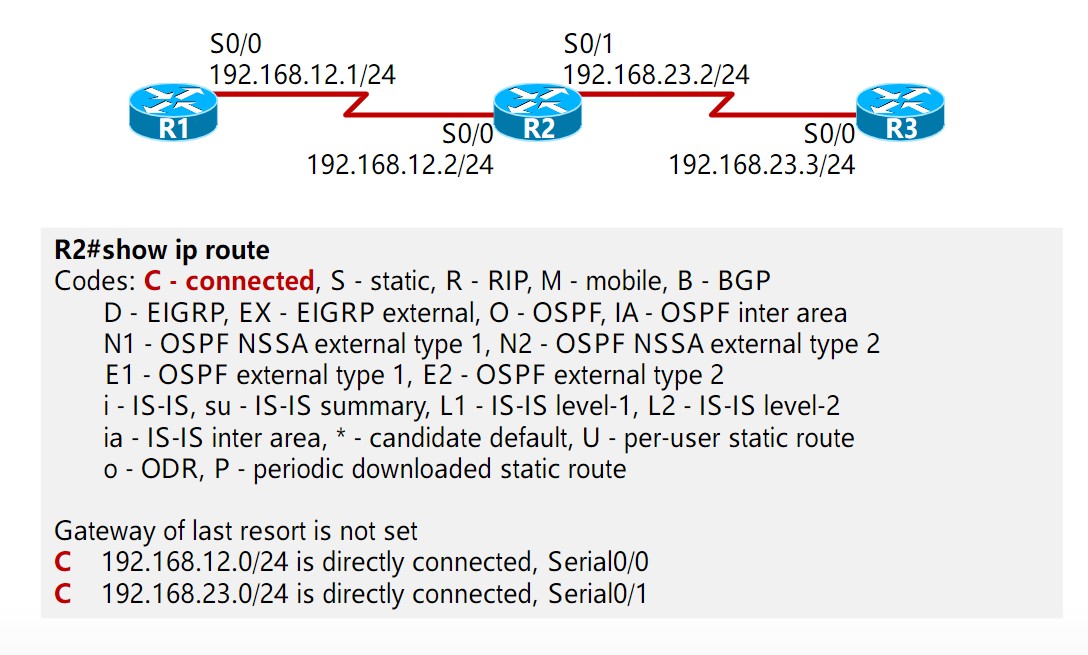 S0/0
192.168.12.1/24
S0/1
192.168.23.2/24
R1
R2
R3
S0/0
192.168.12.2/24
S0/0
192.168.23.3/24
R2#show ip route
Codes: C - connected, S - static, R - RIP, M - mobile, B - BGP
D - EIGRP, EX - EIGRP external, O - OSPF, IA - OSPF inter area
N1 - OSPF NSSA external type 1, N2 - OSPF NSSA external type 2
E1 - OSPF external type 1, E2 - OSPF external type 2
i - IS-IS, su - IS-IS summary, L1 - IS-IS level-1, L2 - IS-IS level-2
ia - IS-IS inter area, * - candidate default, U - per-user static route
o - ODR, P - periodic downloaded static route
Gateway of last resort is not set
C 192.168.12.0/24 is directly connected, Serial0/0
C 192.168.23.0/24 is directly connected, Serial0/1